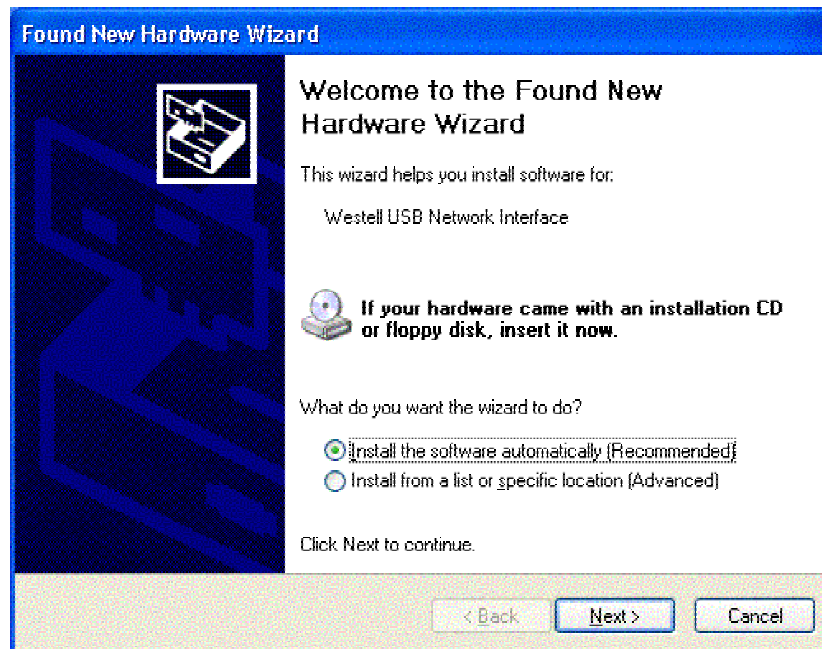 Found New Hardware Wizard
Welcome to the Found New
Hardware Wizard
This wizard helps you install software for:
Westell USB Network Interface
If your hardware came with an installation CD
or floppy disk, insert it now.
What do you want the wizard to do?
Install the software automatically (Recommended)
Install from a list or specific location (Advanced)
Click Next to continue.
< Back
Next >
Cancel